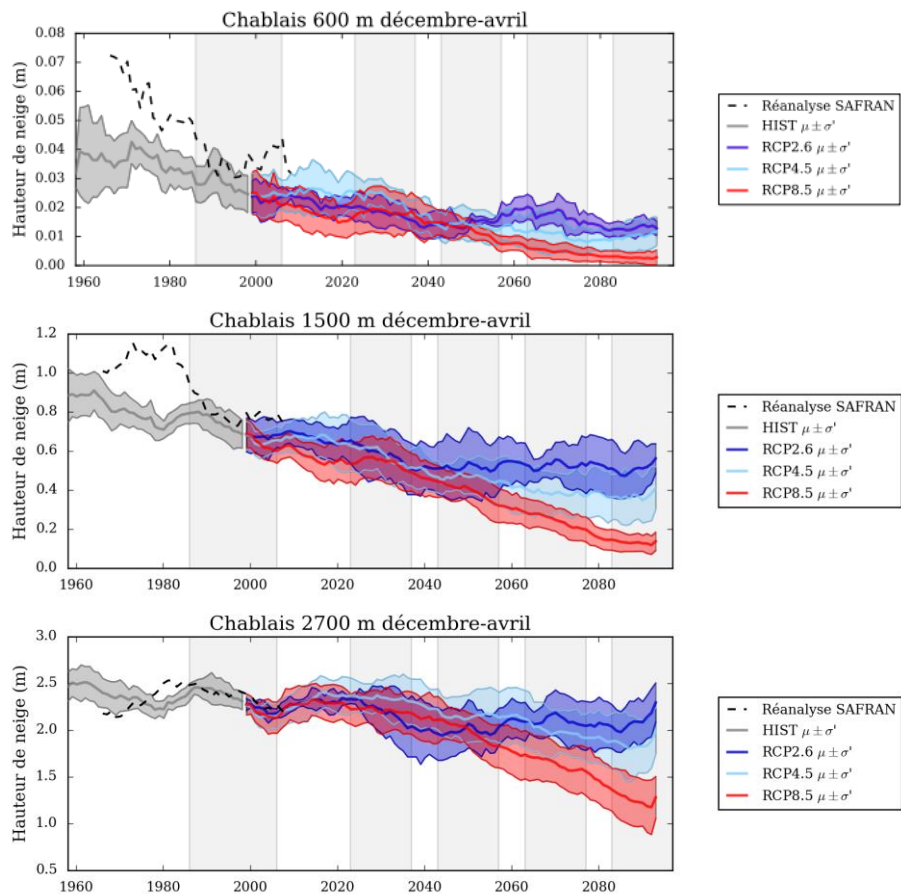 Chablais 600 m décembre-avril
Hauteur de neige (m)
0.08
0.07
0.06
0.05
0.04
0.03
0.02
0.01
0.00
1960 1980 2000 2020 2040 2060 2080
Réanalyse SAFRAN
HIST μ ± σ'
RCP2.6 μ ± σ'
RCP4.5 μ ± σ'
RCP8.5 μ ± σ'
Chablais 1500 m décembre-avril
Hauteur de neige (m)
1.2
1.0
0.8
0.6
0.4
0.2
0.0
1960 1980 2000 2020 2040 2060 2080
Réanalyse SAFRAN
HIST μ ± σ'
RCP2.6 μ ± σ'
RCP4.5 μ ± σ'
RCP8.5 μ ± σ'
Chablais 2700 m décembre-avril
Hauteur de neige (m)
3.0
2.5
2.0
1.5
1.0
0.5
1960 1980 2000 2020 2040 2060 2080
Réanalyse SAFRAN
HIST μ ± σ'
RCP2.6 μ ± σ'
RCP4.5 μ ± σ'
RCP8.5 μ ± σ'